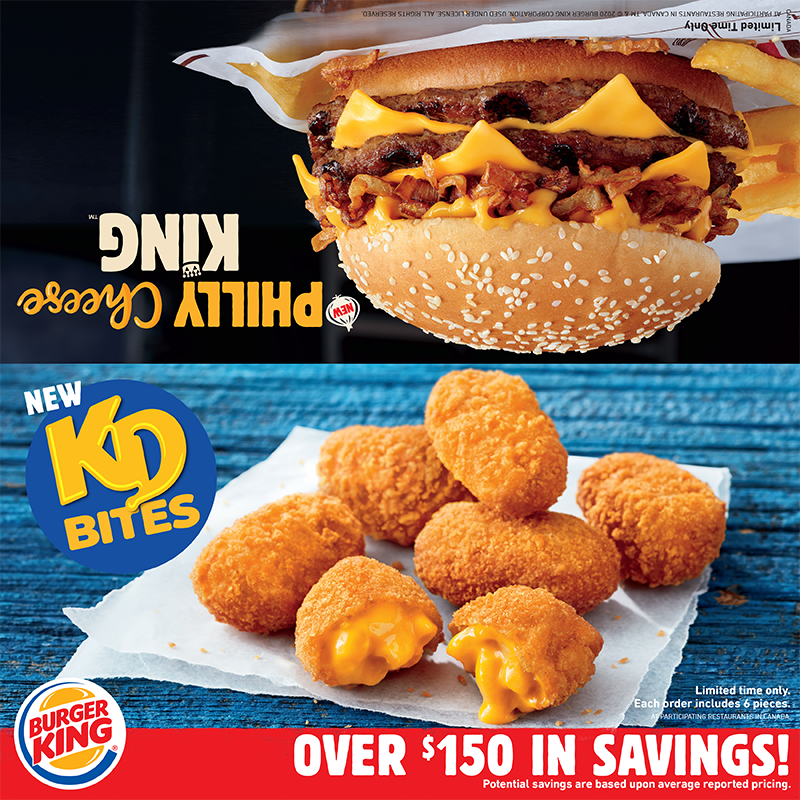 CANADA
AT PARTICIPATING RESTAURANTS IN CANADA. TM & © 2020 BURGER KING CORPORATION. USED UNDER LICENSE. ALL RIGHTS RESERVED.
Limited Time Only
NEW
PHILLY Cheese
KING™
NEW
KD
BITES
Limited time only.
Each order includes 6 pieces.
AT PARTICIPATING RESTAURANTS IN CANADA.
BURGER
KING®
OVER $150 IN SAVINGS!
Potential savings are based upon average reported pricing.